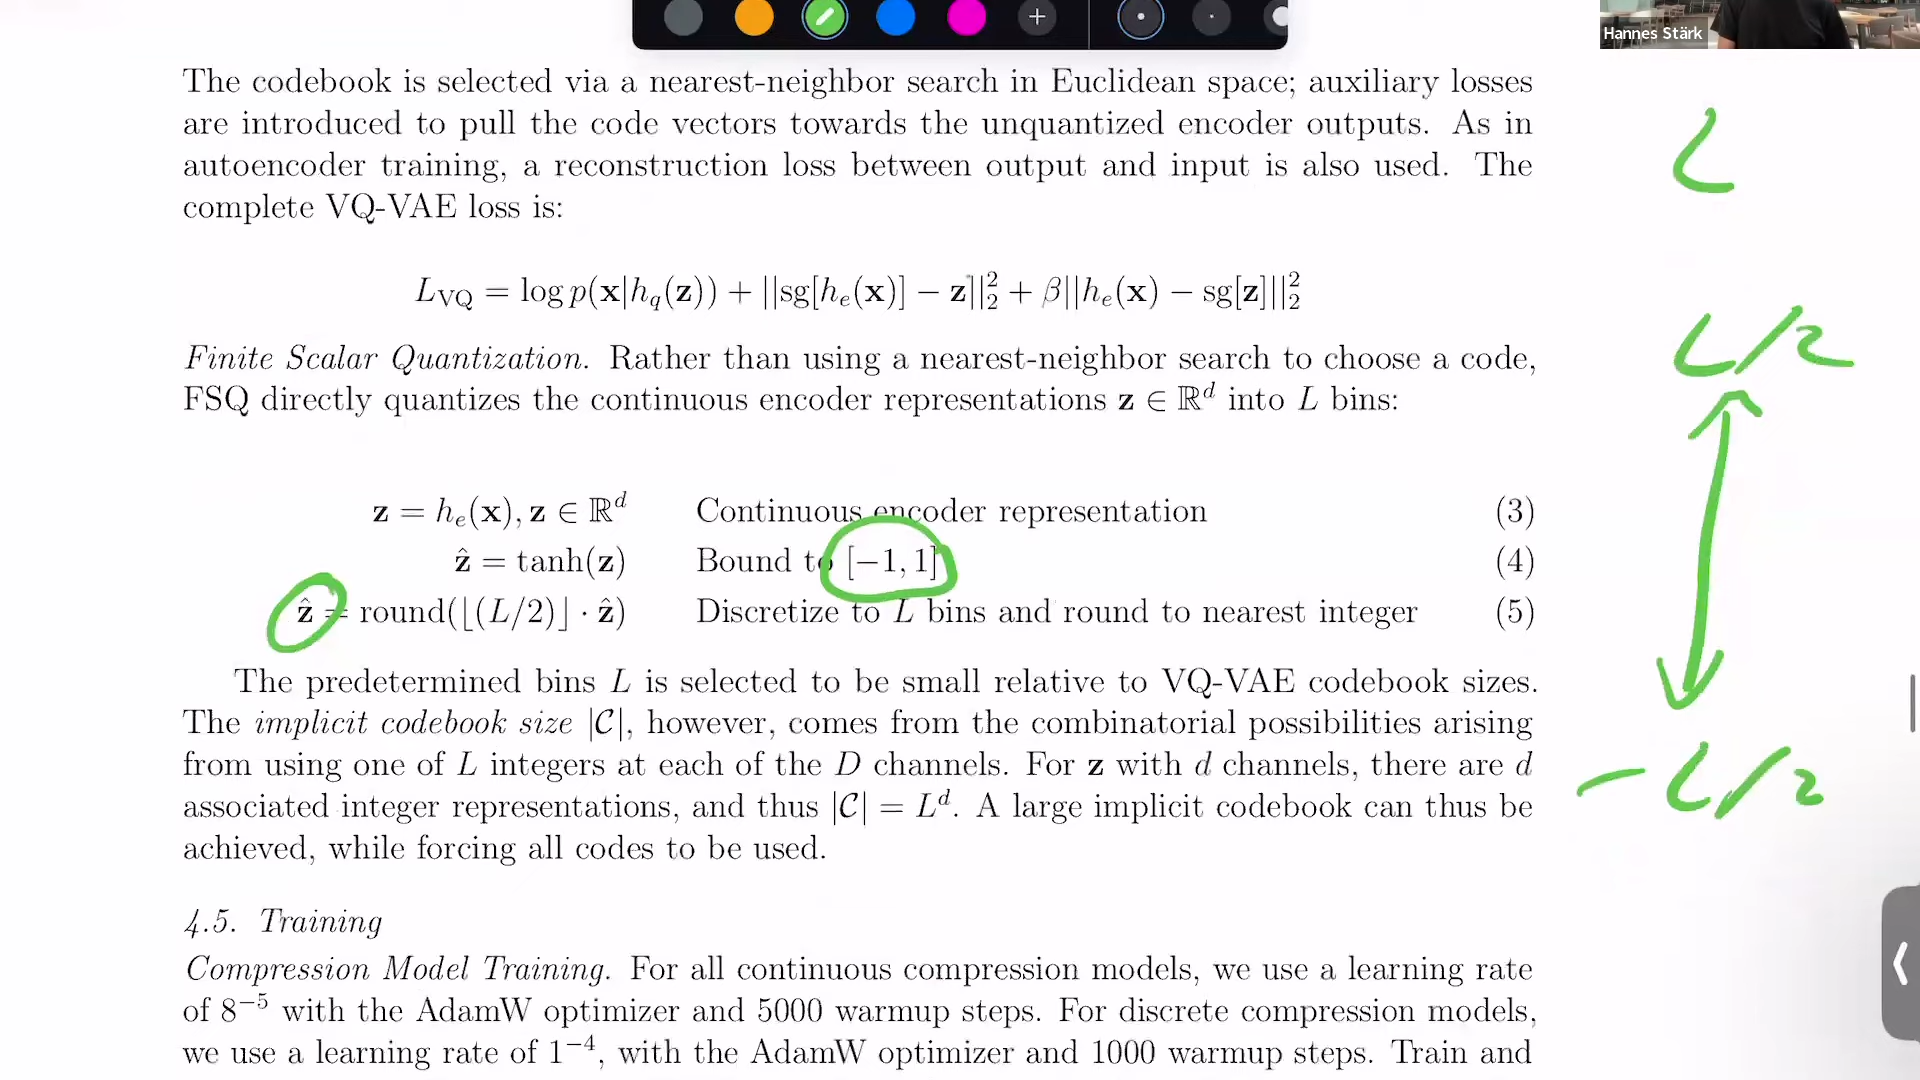 Hannes Stärk
The codebook is selected via a nearest-neighbor search in Euclidean space; auxiliary losses
are introduced to pull the code vectors towards the unquantized encoder outputs. As in
autoencoder training, a reconstruction loss between output and input is also used. The
complete VQ-VAE loss is:
L_VQ = log p(x|h_q(z)) + ||sg[h_e(x)] − z||²₂ + β||h_e(x) − sg[z]||²₂
Finite Scalar Quantization. Rather than using a nearest-neighbor search to choose a code,
FSQ directly quantizes the continuous encoder representations z ∈ ℝ^d into L bins:
z = h_e(x), z ∈ ℝ^d Continuous encoder representation (3)
ẑ = tanh(z) Bound to [−1, 1] (4)
ẑ = round(⌊(L/2)⌋ · ẑ) Discretize to L bins and round to nearest integer (5)
The predetermined bins L is selected to be small relative to VQ-VAE codebook sizes.
The implicit codebook size |𝒞|, however, comes from the combinatorial possibilities arising
from using one of L integers at each of the D channels. For z with d channels, there are d
associated integer representations, and thus |𝒞| = L^d. A large implicit codebook can thus be
achieved, while forcing all codes to be used.
4.5. Training
Compression Model Training. For all continuous compression models, we use a learning rate
of 8⁻⁵ with the AdamW optimizer and 5000 warmup steps. For discrete compression models,
we use a learning rate of 1⁻⁴, with the AdamW optimizer and 1000 warmup steps. Train and
L
L/2
−L/2